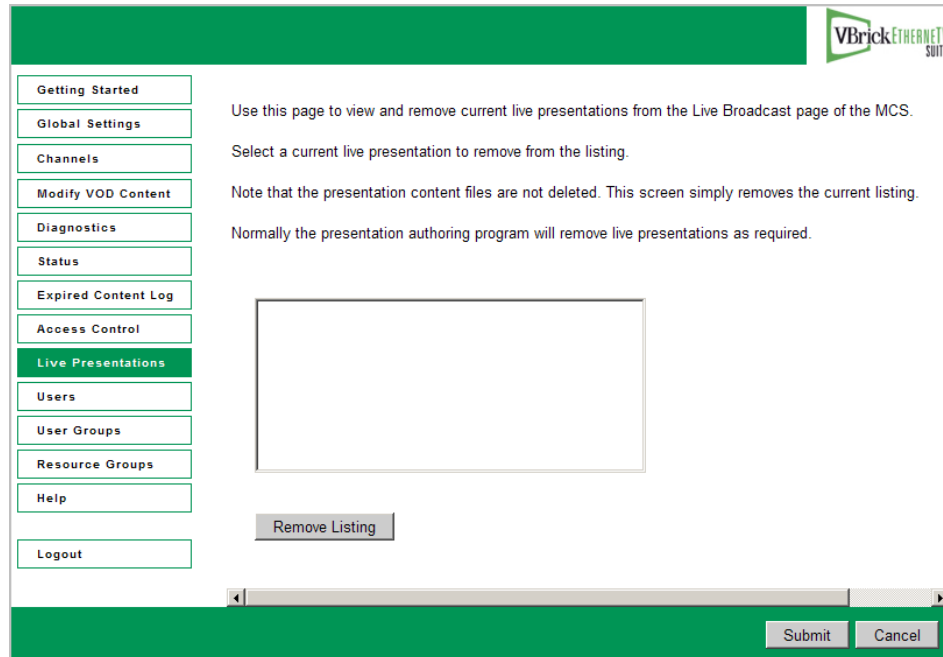 VBrick ETHERNET
SUIT
Getting Started
Global Settings
Channels
Modify VOD Content
Diagnostics
Status
Expired Content Log
Access Control
Live Presentations
Users
User Groups
Resource Groups
Help
Logout
Use this page to view and remove current live presentations from the Live Broadcast page of the MCS.
Select a current live presentation to remove from the listing.
Note that the presentation content files are not deleted. This screen simply removes the current listing.
Normally the presentation authoring program will remove live presentations as required.
Remove Listing
Submit
Cancel